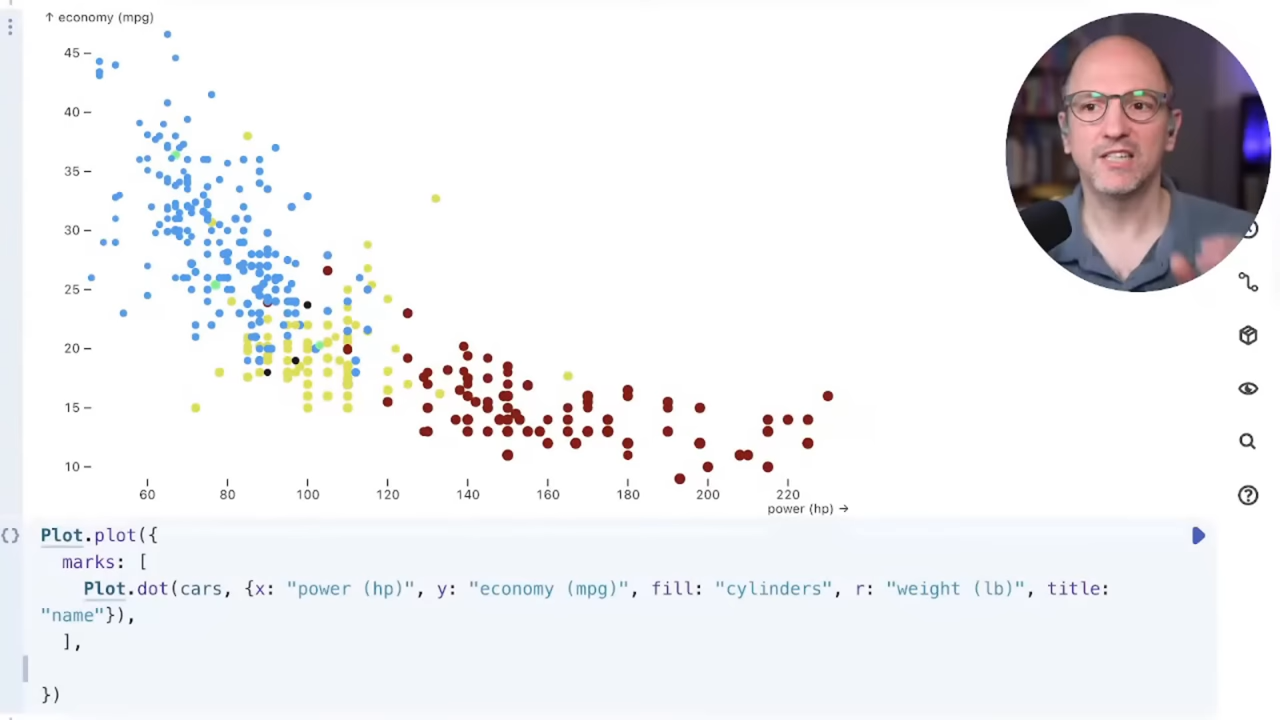 ↑ economy (mpg)
45
40
35
30
25
20
15
10
60 80 100 120 140 160 180 200 220
power (hp) →
Plot.plot({
marks: [
Plot.dot(cars, {x: "power (hp)", y: "economy (mpg)", fill: "cylinders", r: "weight (lb)", title:
"name"}),
],
})